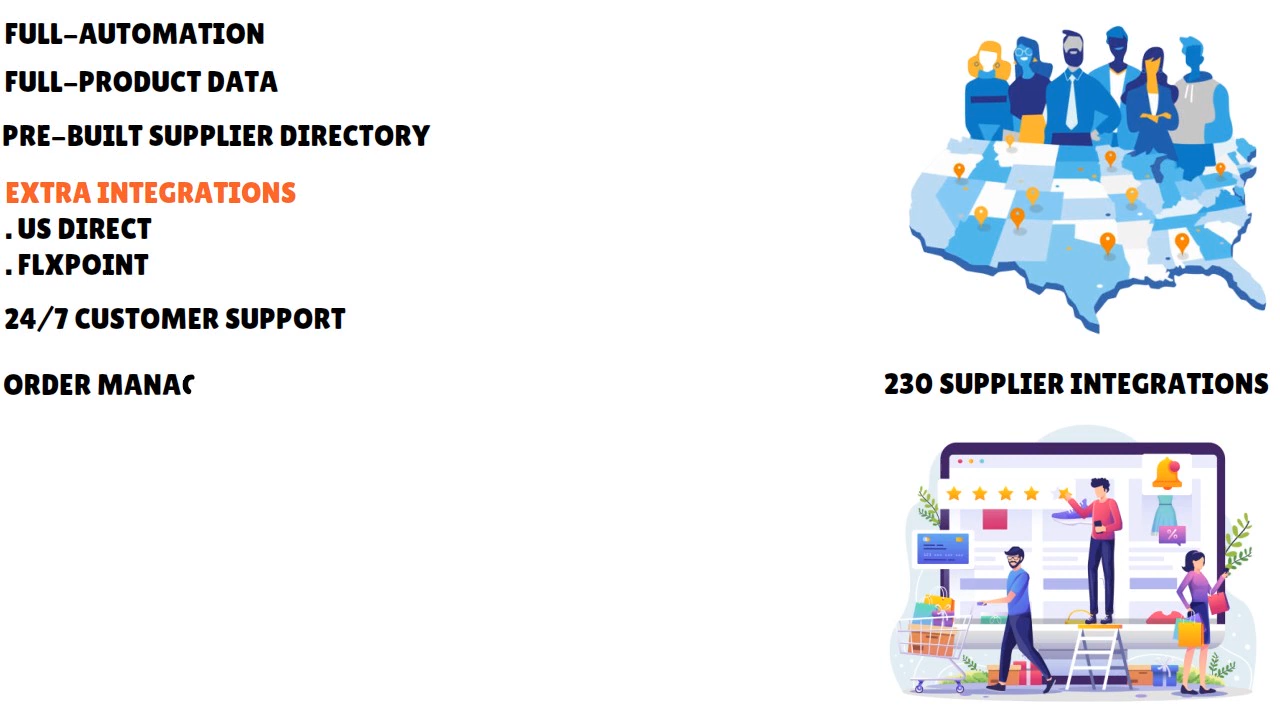 FULL-AUTOMATION
FULL-PRODUCT DATA
PRE-BUILT SUPPLIER DIRECTORY
EXTRA INTEGRATIONS
. US DIRECT
. FLXPOINT
24/7 CUSTOMER SUPPORT
ORDER MANAC
230 SUPPLIER INTEGRATIONS
%